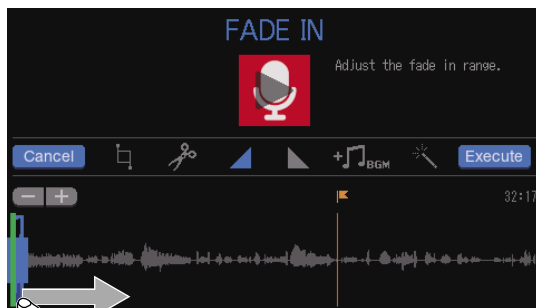 FADE IN
Adjust the fade in range.
Cancel
+
BGM
Execute
− +
32:17